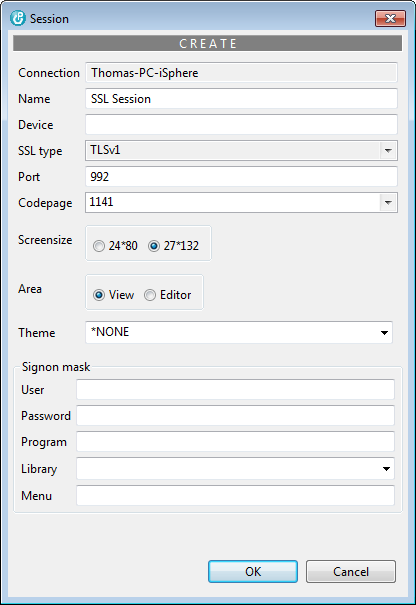 Session
CREATE
Connection Thomas-PC-iSphere
Name SSL Session
Device
SSL type TLSv1
Port 992
Codepage 1141
Screensize 24*80 27*132
Area View Editor
Theme *NONE
Signon mask
User
Password
Program
Library
Menu
OK Cancel